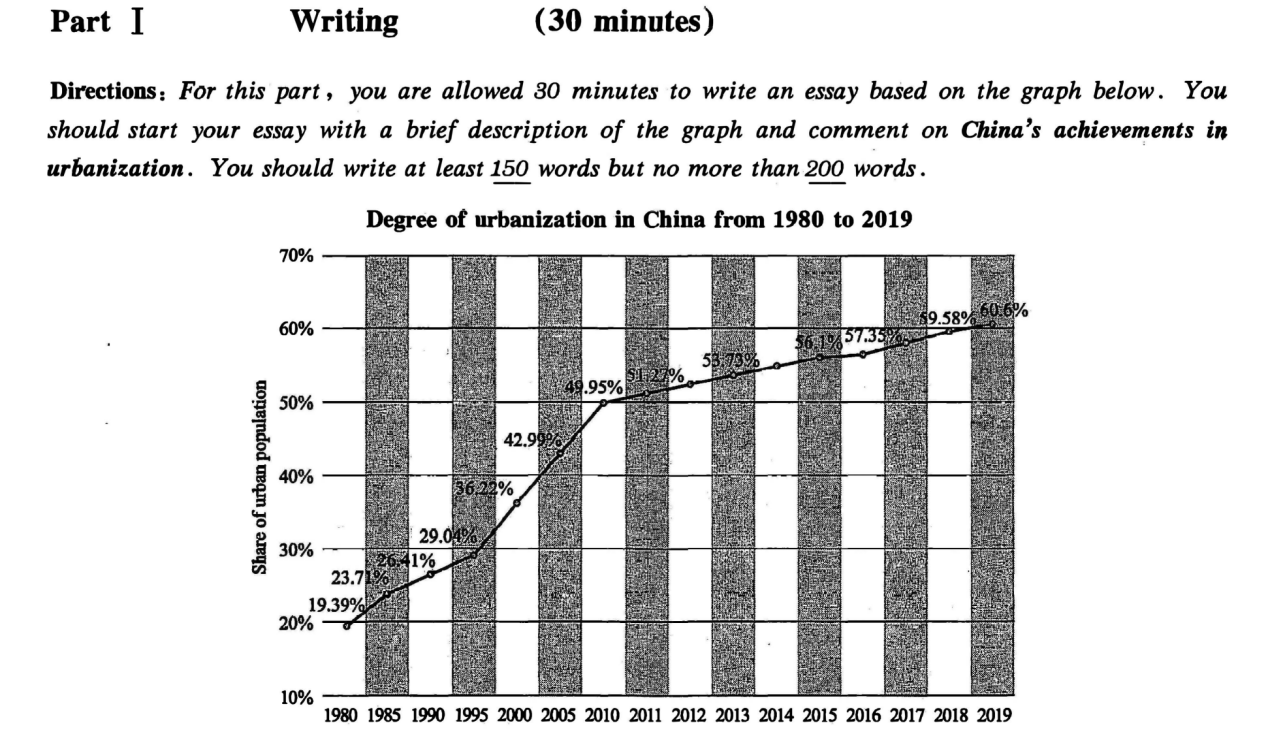 Part Ⅰ Writing (30 minutes)
Directions: For this part, you are allowed 30 minutes to write an essay based on the graph below. You
should start your essay with a brief description of the graph and comment on China's achievements in
urbanization. You should write at least 150 words but no more than 200 words.
Degree of urbanization in China from 1980 to 2019
Share of urban population
70%
60%
50%
40%
30%
20%
10%
19.39%
23.71%
26.41%
29.04%
36.22%
42.99%
49.95%
51.27%
53.73%
56.1%
57.35%
59.58%
60.6%
1980 1985 1990 1995 2000 2005 2010 2011 2012 2013 2014 2015 2016 2017 2018 2019